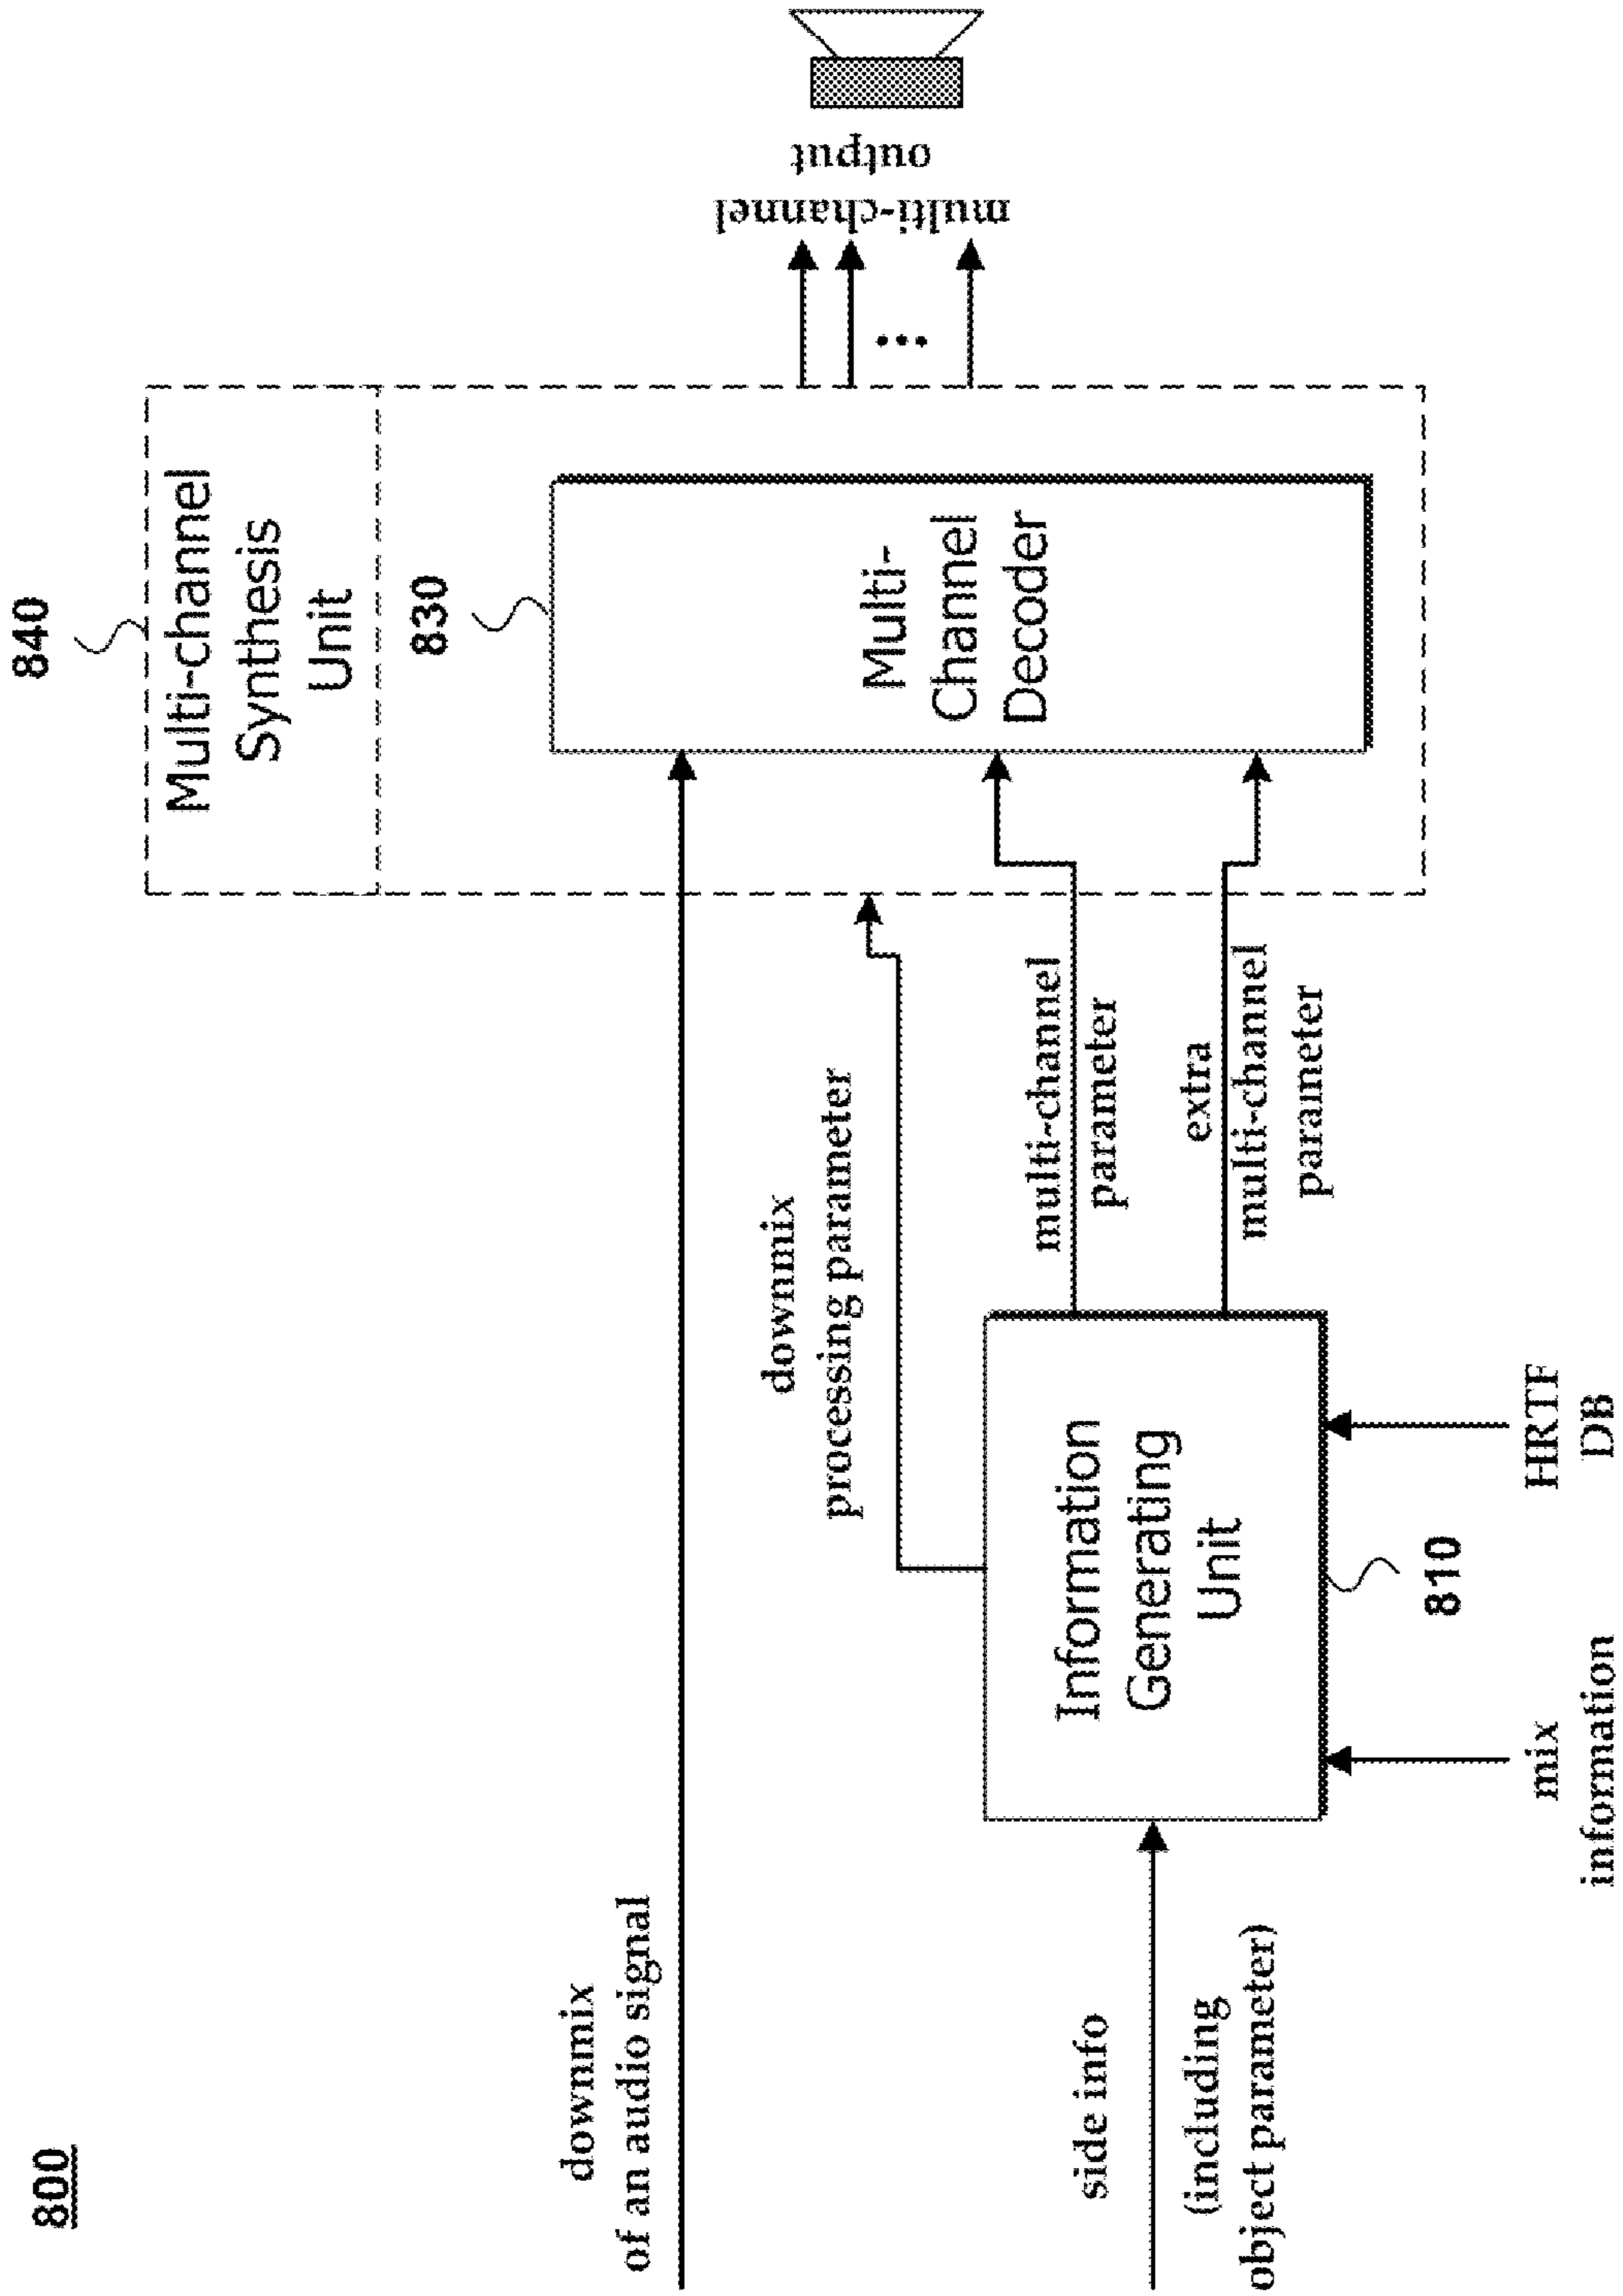 800
840
Multi-channel
Synthesis
Unit
830
Multi-
Channel
Decoder
downmix
of an audio signal
downmix
processing parameter
multi-channel
parameter
extra
multi-channel
parameter
multi-channel
output
side info
(including
object parameter)
Information
Generating
Unit
810
mix
information
HRTF
DB